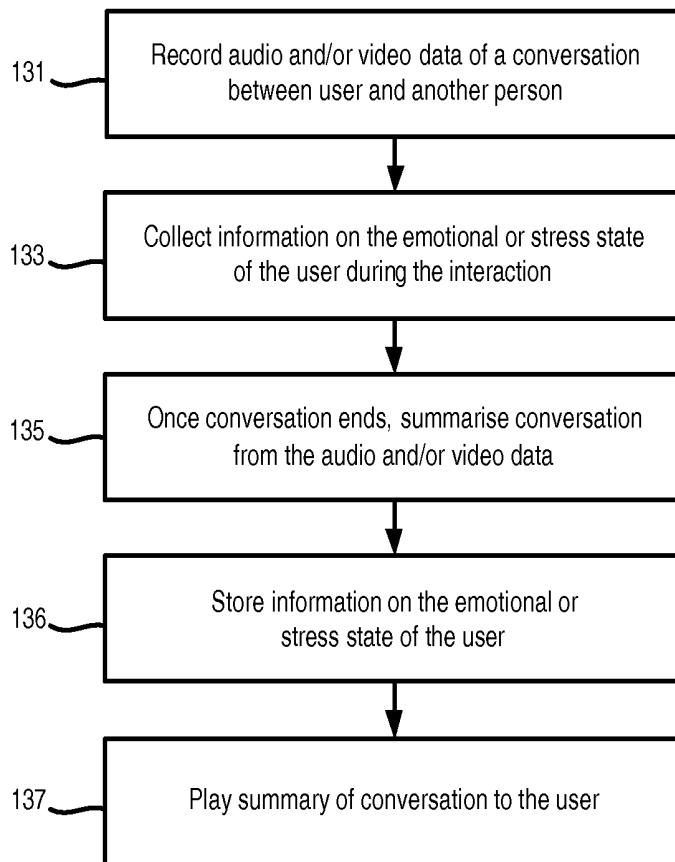 131
Record audio and/or video data of a conversation
between user and another person
133
Collect information on the emotional or stress state
of the user during the interaction
135
Once conversation ends, summarise conversation
from the audio and/or video data
136
Store information on the emotional or
stress state of the user
137
Play summary of conversation to the user